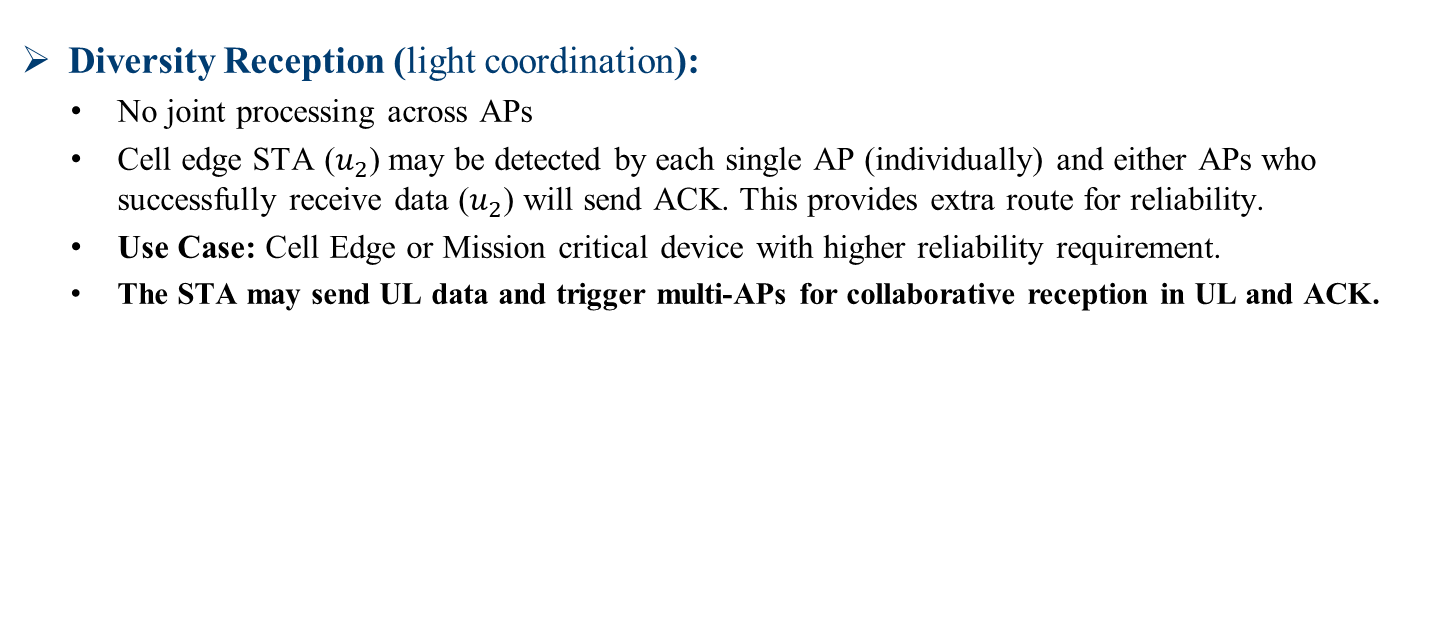 ➢ Diversity Reception (light coordination):
• No joint processing across APs
• Cell edge STA (𝑢₂) may be detected by each single AP (individually) and either APs who
successfully receive data (𝑢₂) will send ACK. This provides extra route for reliability.
• Use Case: Cell Edge or Mission critical device with higher reliability requirement.
• The STA may send UL data and trigger multi-APs for collaborative reception in UL and ACK.